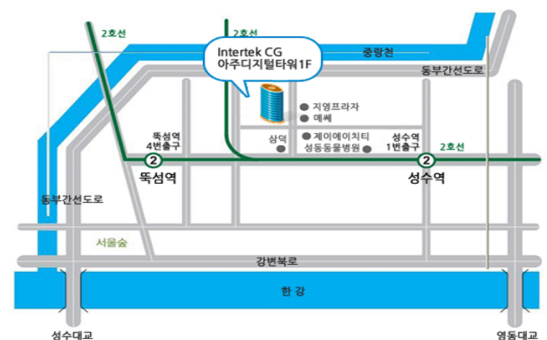 2호선
2호선
Intertek CG
아주디지털타워1F
중랑천
동부간선도로
지영프라자
메쎄
뚝섬역
4번출구
삼덕
제이에이치티
성동동물병원
성수역
1번출구
2호선
2
2
뚝섬역
성수역
동부간선도로
서울숲
강변북로
한 강
성수대교
영동대교